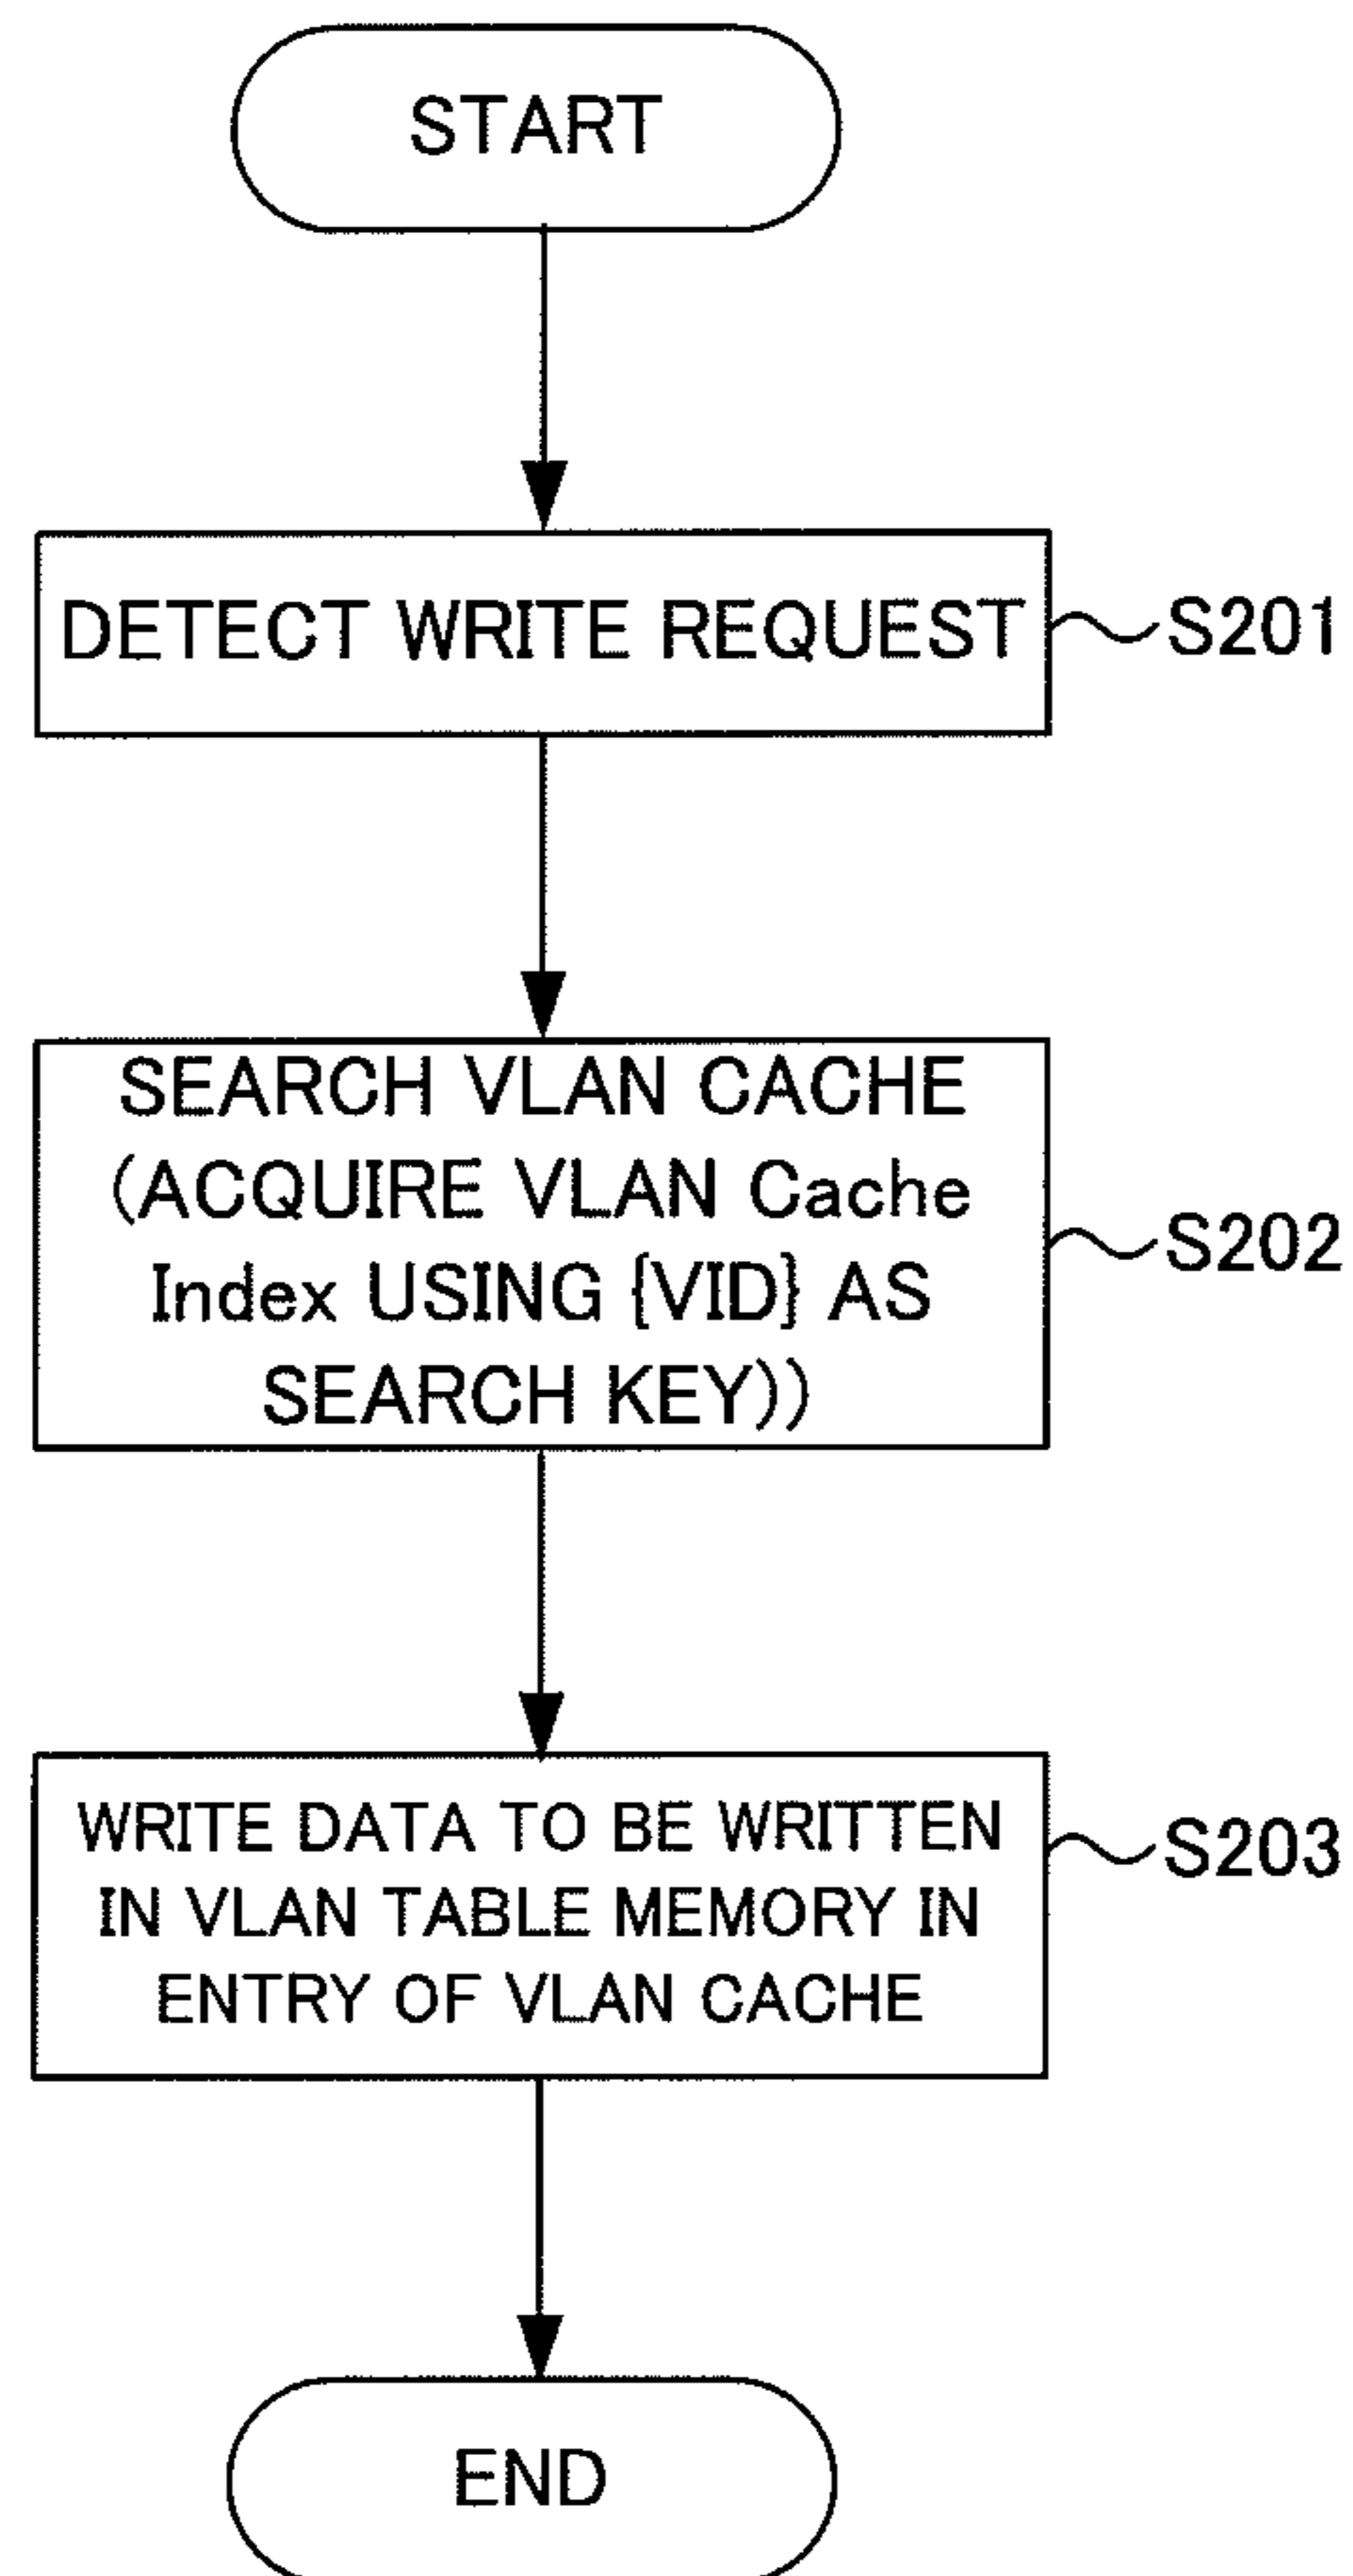 START
DETECT WRITE REQUEST
S201
SEARCH VLAN CACHE
(ACQUIRE VLAN Cache
Index USING {VID} AS
SEARCH KEY))
S202
WRITE DATA TO BE WRITTEN
IN VLAN TABLE MEMORY IN
ENTRY OF VLAN CACHE
S203
END